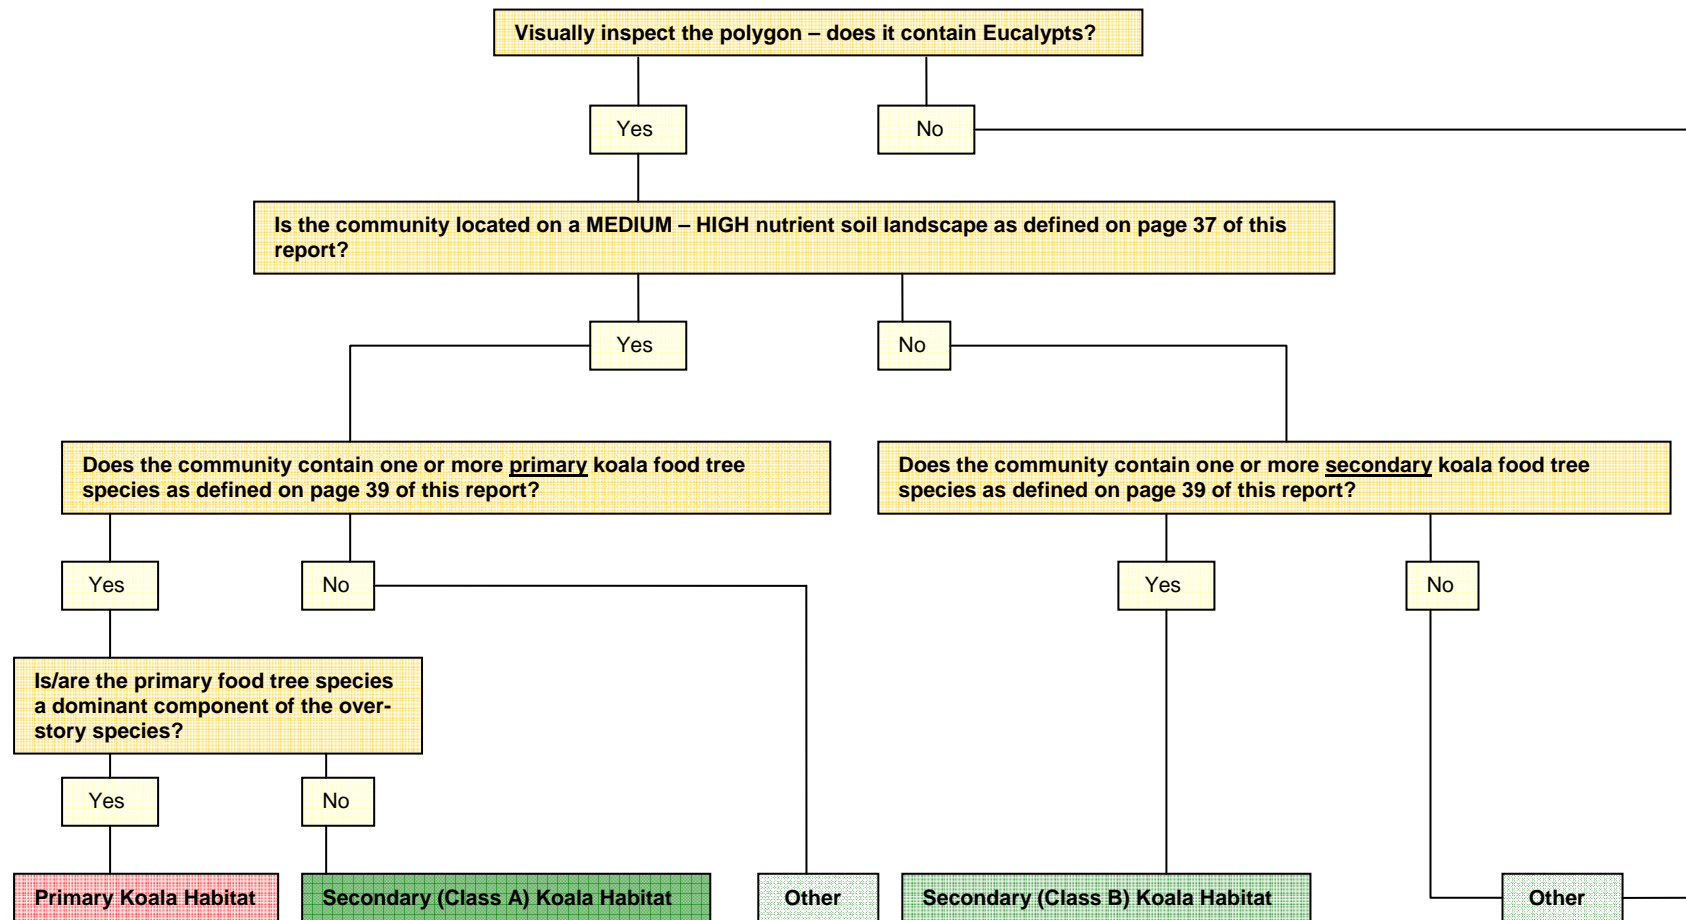 Visually inspect the polygon – does it contain Eucalypts?
Yes
No
Is the community located on a MEDIUM – HIGH nutrient soil landscape as defined on page 37 of this
report?
Yes
No
Does the community contain one or more primary koala food tree
species as defined on page 39 of this report?
Does the community contain one or more secondary koala food tree
species as defined on page 39 of this report?
Yes
No
Yes
No
Is/are the primary food tree species
a dominant component of the over-
story species?
Yes
No
Primary Koala Habitat
Secondary (Class A) Koala Habitat
Other
Secondary (Class B) Koala Habitat
Other